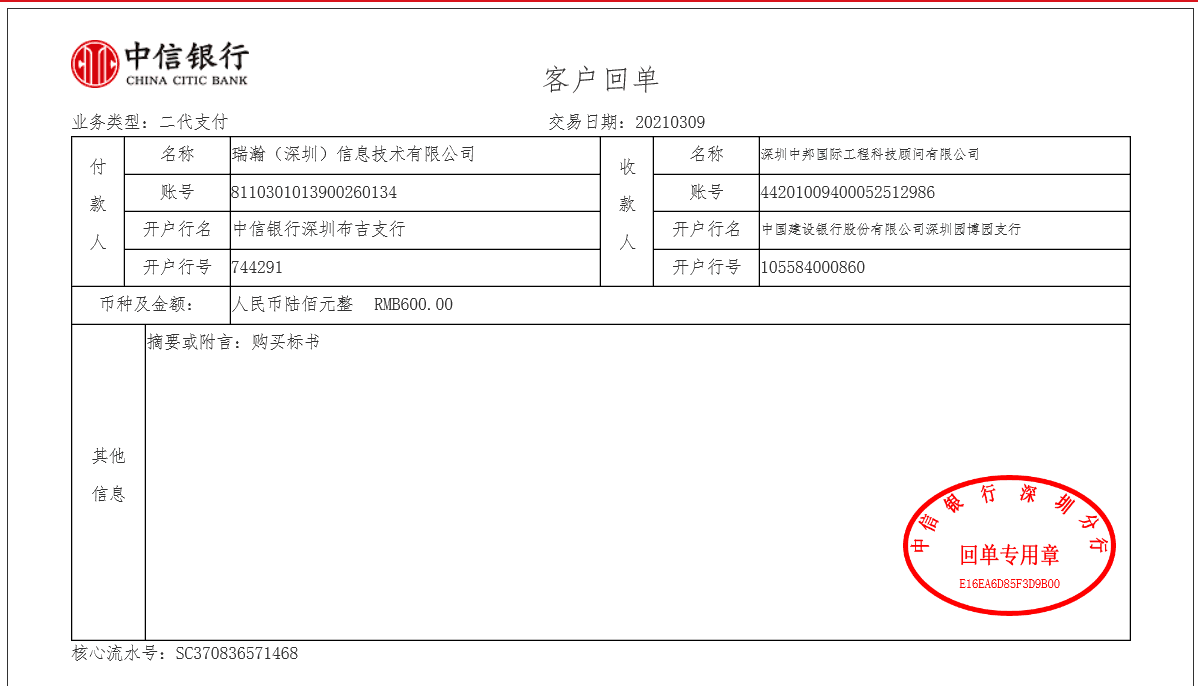 中信银行
CHINA CITIC BANK
客户回单
业务类型：二代支付 交易日期：20210309
付款人 名称 瑞瀚（深圳）信息技术有限公司 收款人 名称 深圳中邦国际工程科技顾问有限公司
账号 8110301013900260134 账号 44201009400052512986
开户行名 中信银行深圳布吉支行 开户行名 中国建设银行股份有限公司深圳园博园支行
开户行号 744291 开户行号 105584000860
币种及金额： 人民币陆佰元整 RMB600.00
摘要或附言：购买标书
其他
信息
中信银行深圳分行
回单专用章
E16EA6D85F3D9B00
核心流水号：SC370836571468